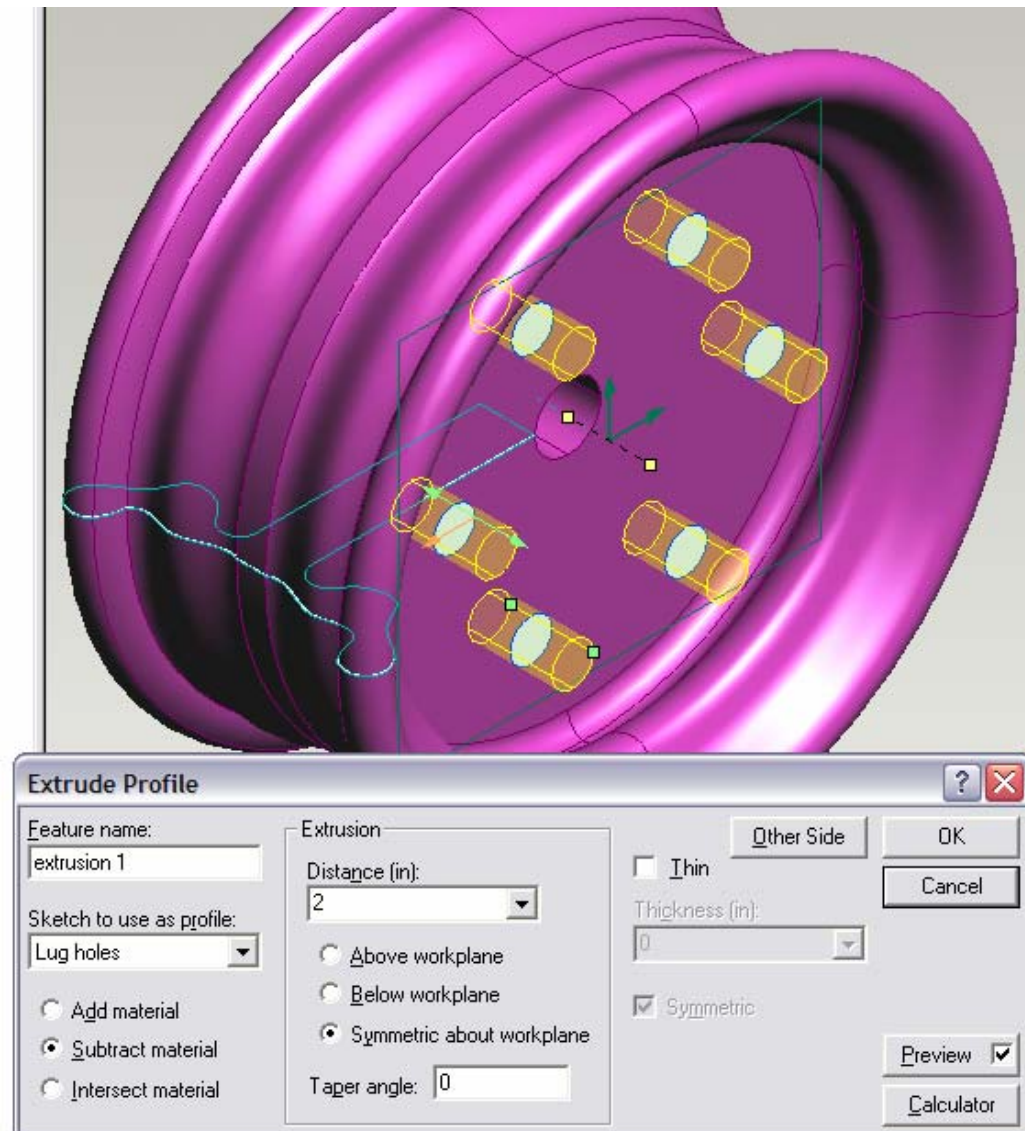 Extrude Profile
Feature name:
extrusion 1
Sketch to use as profile:
Lug holes
Add material
Subtract material
Intersect material
Extrusion
Distance (in):
2
Above workplane
Below workplane
Symmetric about workplane
Taper angle: 0
Other Side
Thin
Thickness (in):
0
Symmetric
OK
Cancel
Preview
Calculator